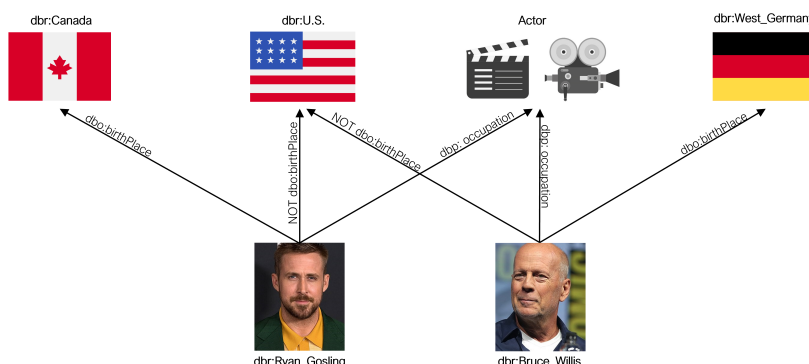 dbr:Canada
dbr:U.S.
Actor
dbr:West_German
dbo:birthPlace
NOT dbo:birthPlace
NOT dbo:birthPlace
dbp: occupation
dbp: occupation
dbo:birthPlace
dbr:Ryan_Gosling
dbr:Bruce_Willis